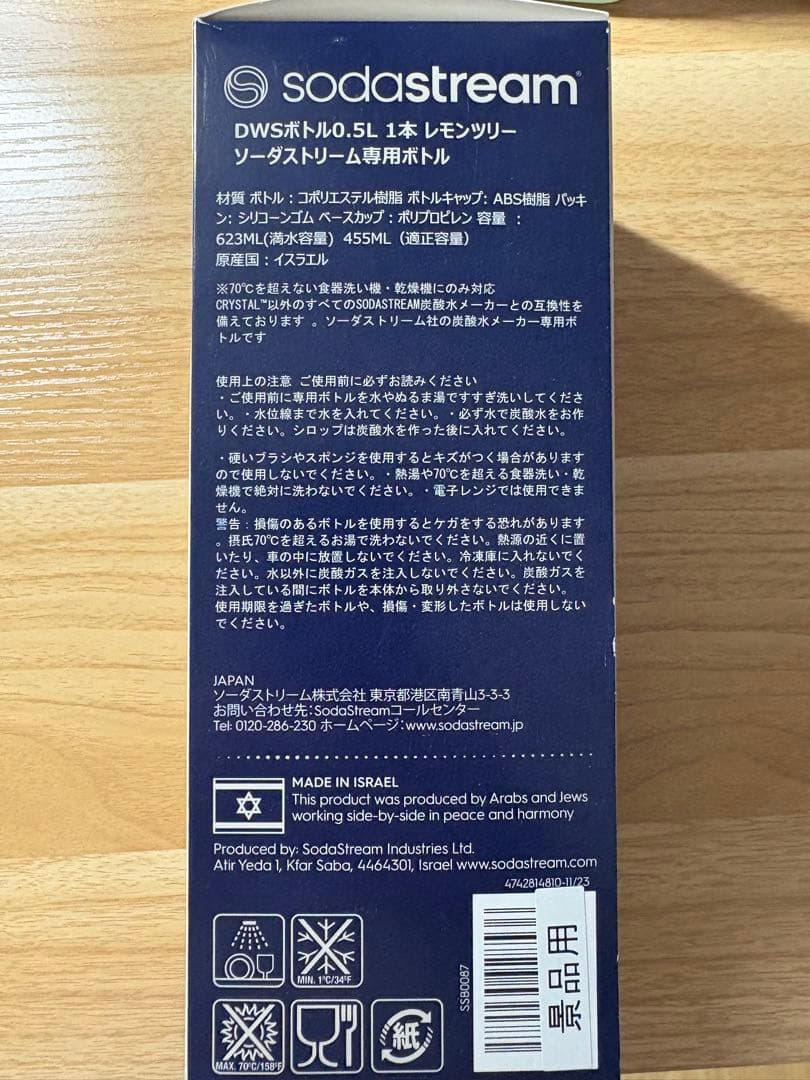 sodastream®
DWSボトル0.5L 1本 レモンツリー
ソーダストリーム専用ボトル
材質 ボトル：コポリエステル樹脂 ボトルキャップ: ABS樹脂 パッキ
ン: シリコーンゴム ベースカップ：ポリプロピレン 容量 ：
623ML(満水容量) 455ML（適正容量）
原産国：イスラエル
※70℃を超えない食器洗い機・乾燥機にのみ対応
CRYSTAL™以外のすべてのSODASTREAM炭酸水メーカーとの互換性を
備えております 。ソーダストリーム社の炭酸水メーカー専用ボ
トルです
使用上の注意 ご使用前に必ずお読みください
・ご使用前に専用ボトルを水やぬるま湯ですすぎ洗いしてくださ
い。・水位線まで水を入れてください。・必ず水で炭酸水をお作
りください。シロップは炭酸水を作った後に入れてください。
・硬いブラシやスポンジを使用するとキズがつく場合があります
ので使用しないでください。・熱湯や70℃を超える食器洗い・乾
燥機で絶対に洗わないでください。・電子レンジでは使用できま
せん。
警告：損傷のあるボトルを使用するとケガをする恐れがあります
。摂氏70℃を超えるお湯で洗わないでください。熱源の近くに置
いたり、車の中に放置しないでください。冷凍庫に入れないでく
ださい。水以外に炭酸ガスを注入しないでください。炭酸ガスを
注入している間にボトルを本体から取り外さないでください。
使用期限を過ぎたボトルや、損傷・変形したボトルは使用しない
でください。
JAPAN
ソーダストリーム株式会社 東京都港区南青山3-3-3
お問い合わせ先：SodaStreamコールセンター
Tel: 0120-286-230 ホームページ：www.sodastream.jp
MADE IN ISRAEL
This product was produced by Arabs and Jews
working side-by-side in peace and harmony
Produced by: SodaStream Industries Ltd.
Atir Yeda 1, Kfar Saba, 4464301, Israel www.sodastream.com
4742814810-11/23
MIN. 1°C/34°F
MAX. 70°C/158°F
紙
SSB0087
景品用